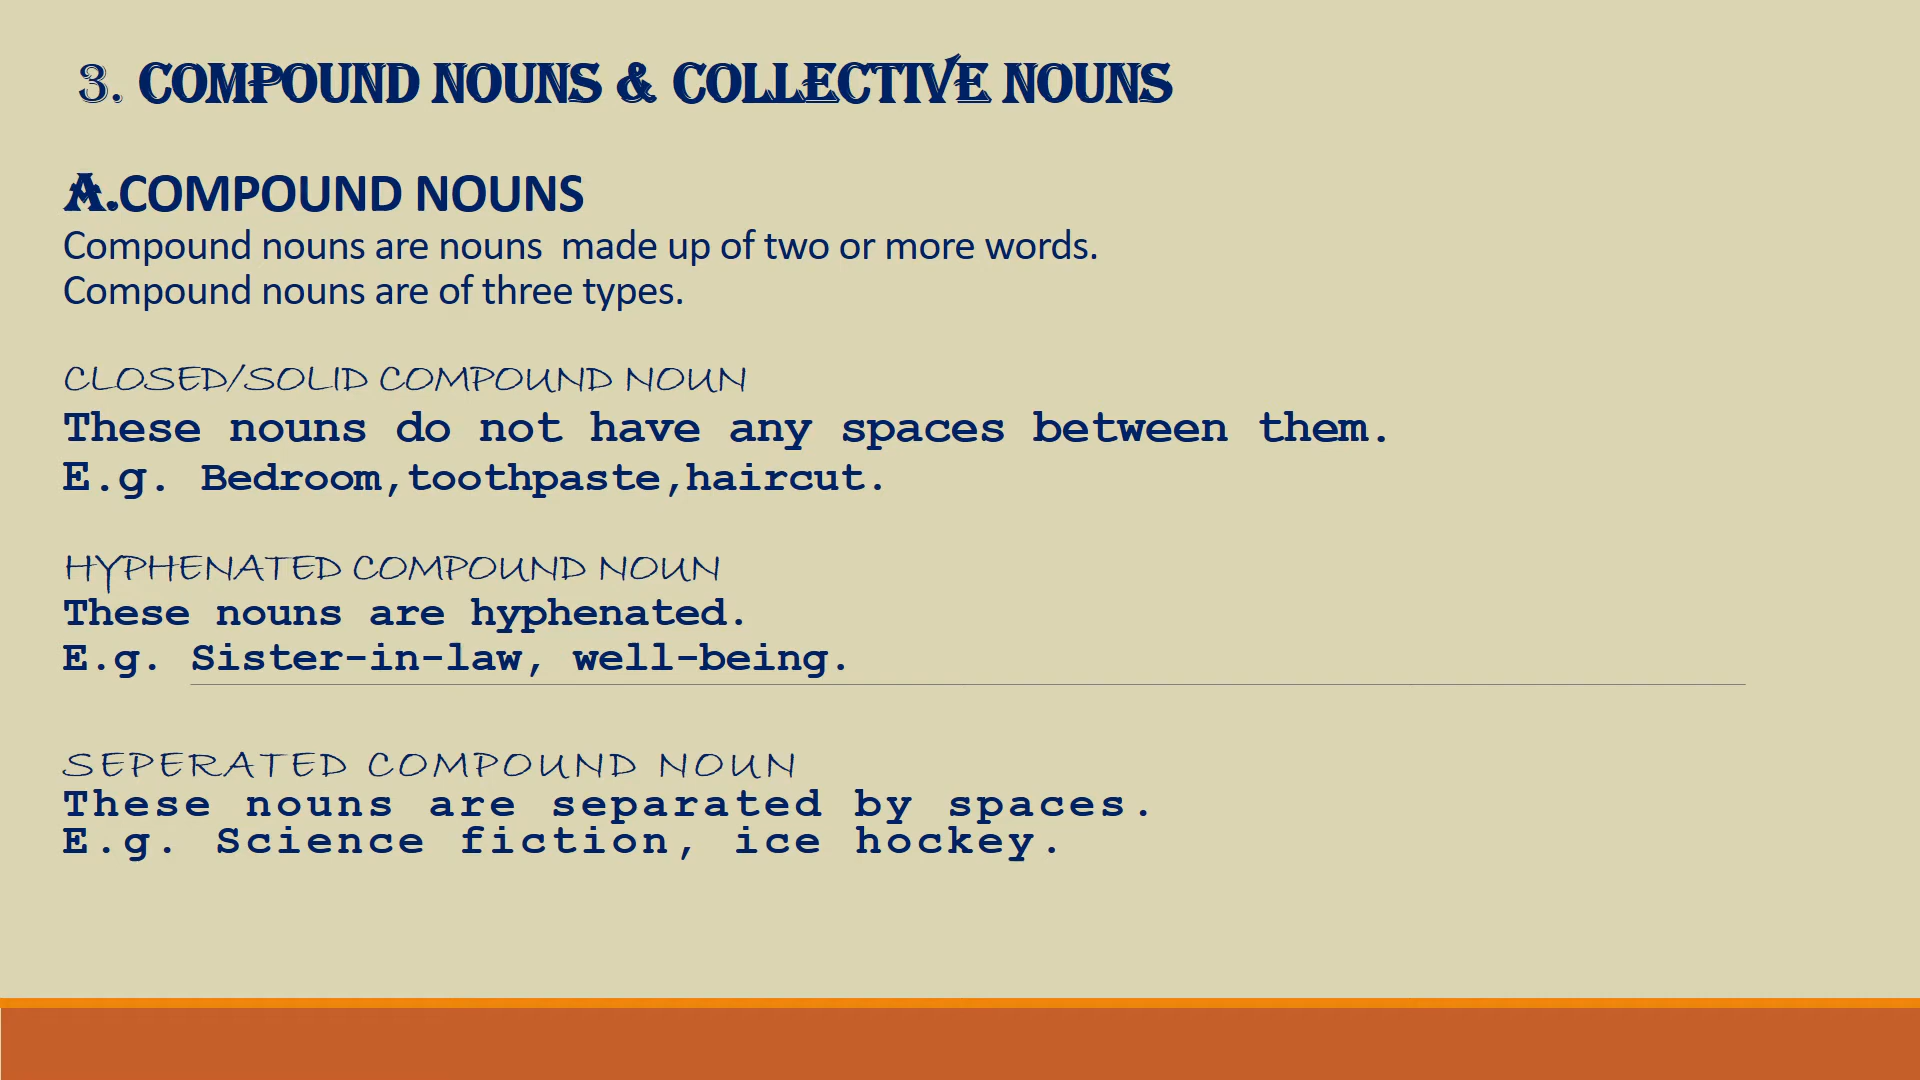 3. COMPOUND NOUNS & COLLECTIVE NOUNS
A.COMPOUND NOUNS
Compound nouns are nouns  made up of two or more words.
Compound nouns are of three types.
CLOSED/SOLID COMPOUND NOUN
These nouns do not have any spaces between them.
E.g. Bedroom,toothpaste,haircut.
HYPHENATED COMPOUND NOUN
These nouns are hyphenated.
E.g. Sister-in-law, well-being.
SEPERATED COMPOUND NOUN
These nouns are separated by spaces.
E.g. Science fiction, ice hockey.